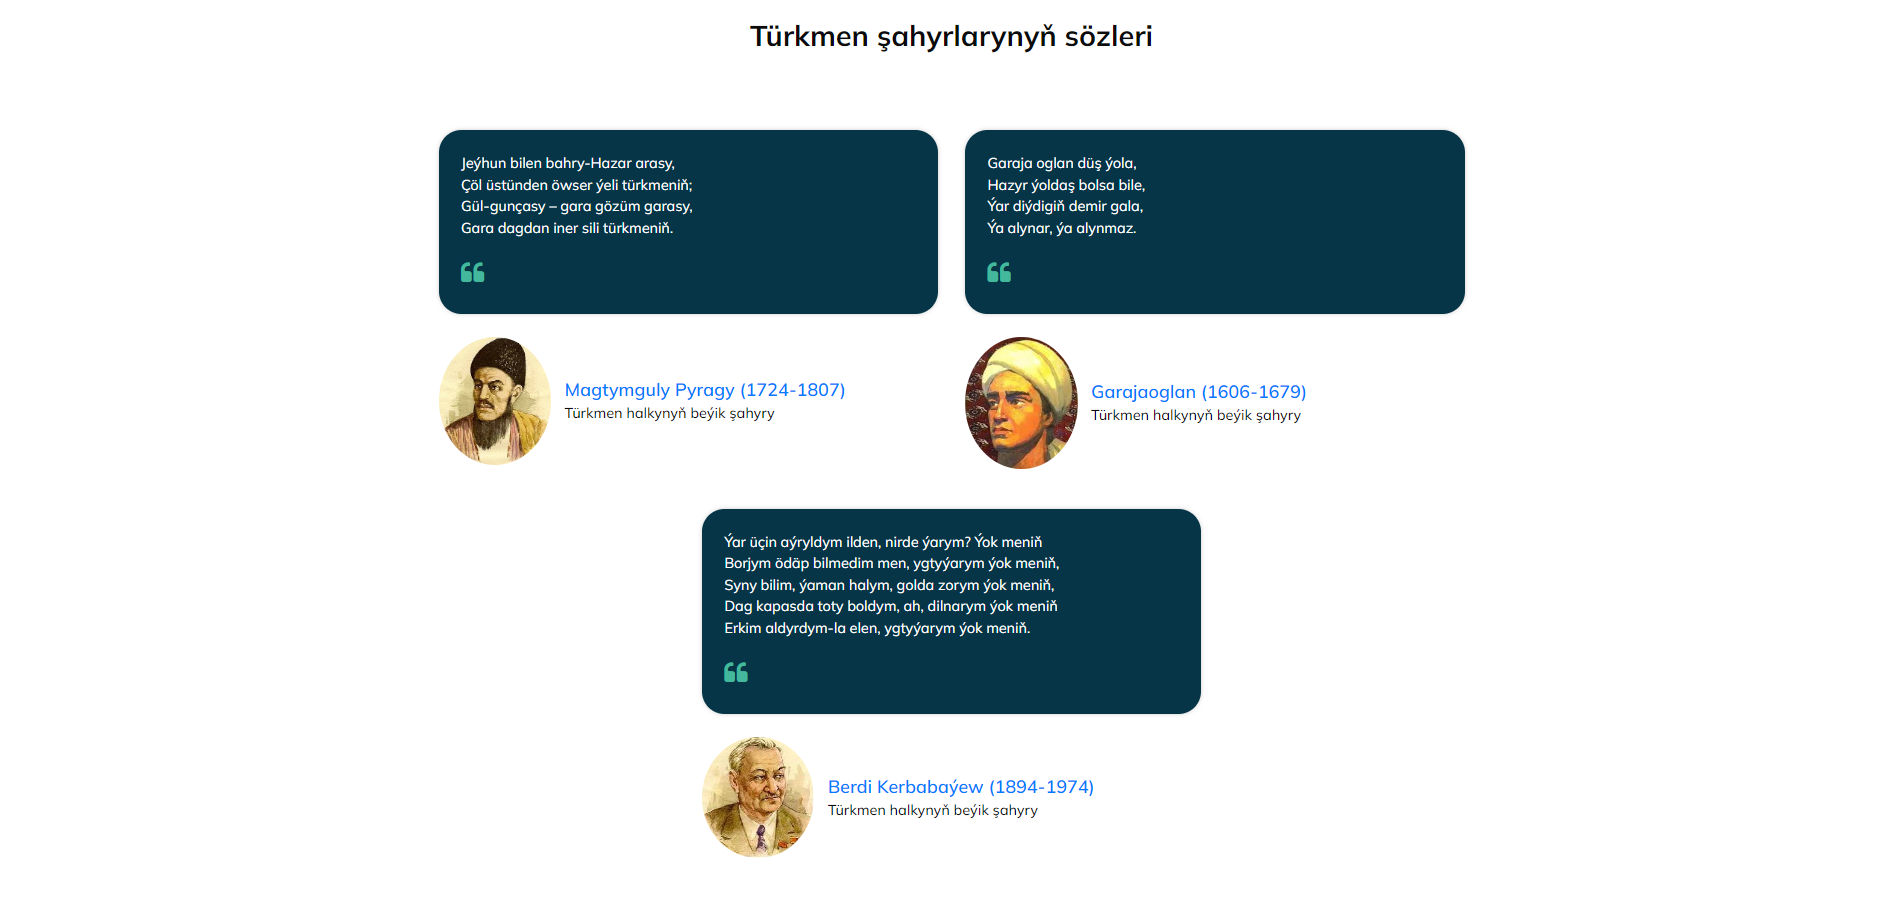 Türkmen şahyrlarynyň sözleri
Jeýhun bilen bahry-Hazar arasy,
Çöl üstünden öwser ýeli türkmeniň;
Gül-gunçasy – gara gözüm garasy,
Gara dagdan iner sili türkmeniň.
Magtymguly Pyragy (1724-1807)
Türkmen halkynyň beýik şahyry
Garaja oglan düş ýola,
Hazyr ýoldaş bolsa bile,
Ýar diýdigiň demir gala,
Ýa alynar, ýa alynmaz.
Garajaoglan (1606-1679)
Türkmen halkynyň beýik şahyry
Ýar üçin aýryldym ilden, nirde ýarym? Ýok meniň
Borjym ödäp bilmedim men, ygtyýarym ýok meniň,
Syny bilim, ýaman halym, golda zorym ýok meniň,
Dag kapasda toty boldym, ah, dilnarym ýok meniň
Erkim aldyrdym-la elen, ygtyýarym ýok meniň.
Berdi Kerbabaýew (1894-1974)
Türkmen halkynyň beýik şahyry